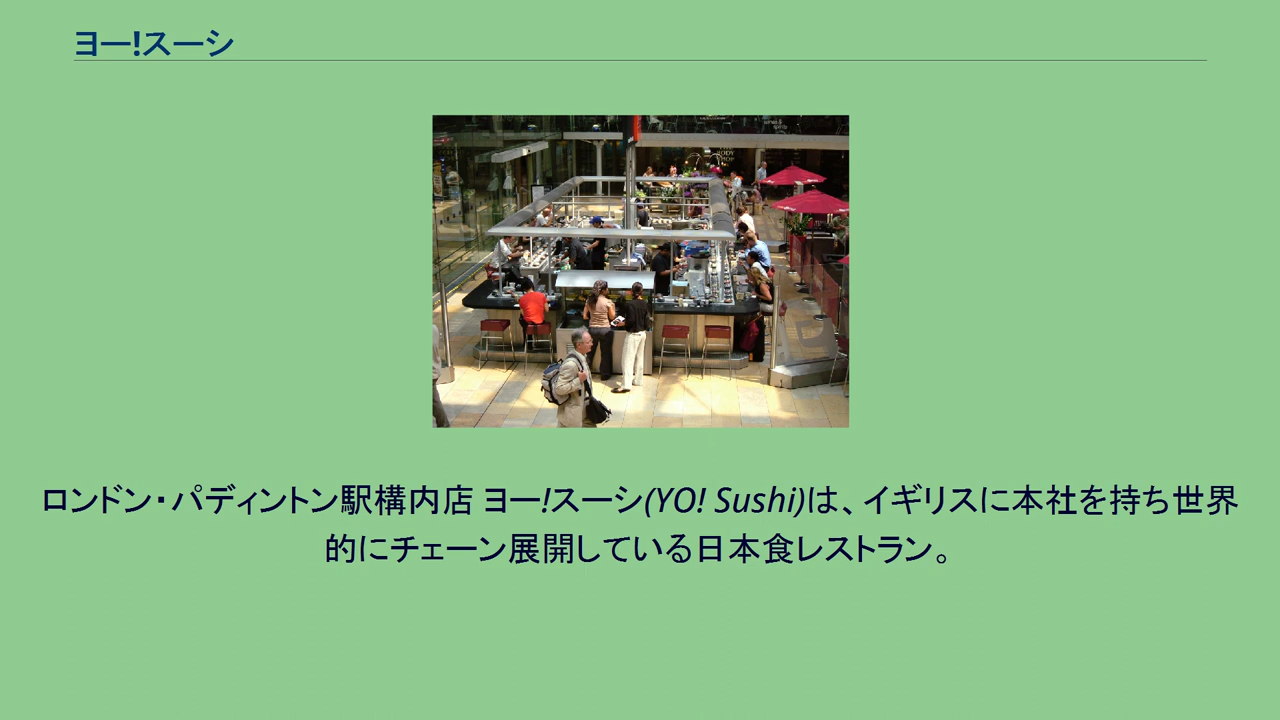 ヨー!スーシ
ロンドン・パディントン駅構内店 ヨー!スーシ(YO! Sushi)は、イギリスに本社を持ち世界
的にチェーン展開している日本食レストラン。